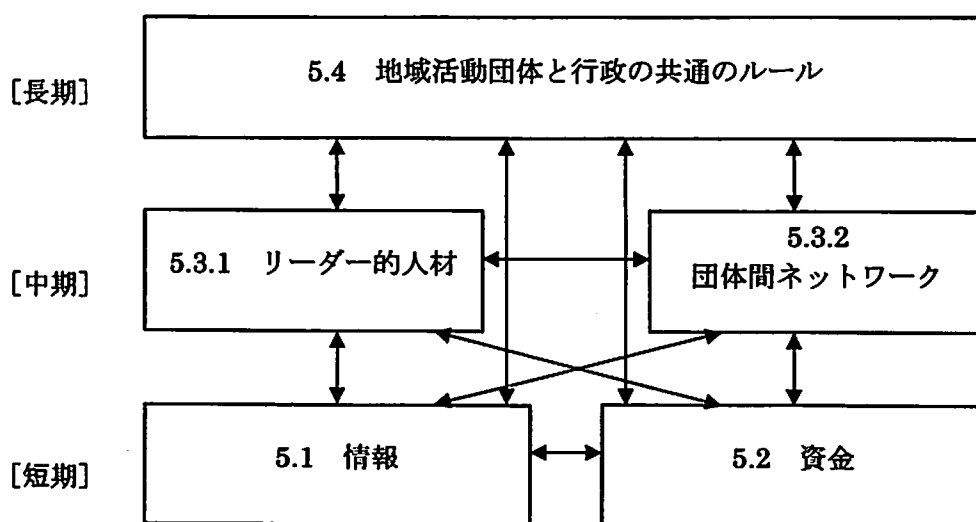 5.4 地域活動団体と行政の共通のルール
[長期]
5.3.1 リーダー的人材
5.3.2
団体間ネットワーク
[中期]
5.1 情報
5.2 資金
[短期]